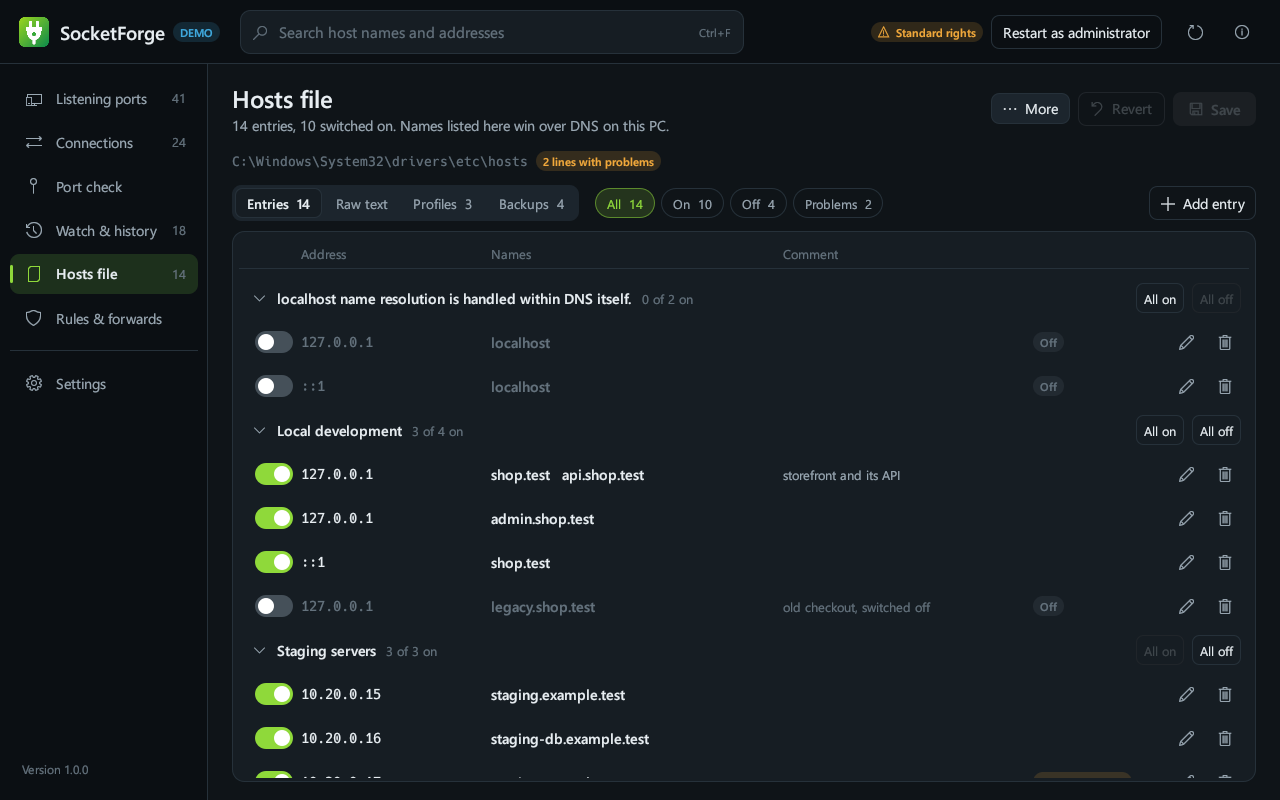 SocketForge DEMO
Search host names and addresses Ctrl+F
Standard rights
Restart as administrator
Listening ports 41
Connections 24
Port check
Watch & history 18
Hosts file 14
Rules & forwards
Settings
Version 1.0.0
Hosts file
14 entries, 10 switched on. Names listed here win over DNS on this PC.
More Revert Save
C:\Windows\System32\drivers\etc\hosts 2 lines with problems
Entries 14 Raw text Profiles 3 Backups 4 All 14 On 10 Off 4 Problems 2 Add entry
Address Names Comment
localhost name resolution is handled within DNS itself. 0 of 2 on All on All off
127.0.0.1 localhost Off
::1 localhost Off
Local development 3 of 4 on All on All off
127.0.0.1 shop.test api.shop.test storefront and its API
127.0.0.1 admin.shop.test
::1 shop.test
127.0.0.1 legacy.shop.test old checkout, switched off Off
Staging servers 3 of 3 on All on All off
10.20.0.15 staging.example.test
10.20.0.16 staging-db.example.test